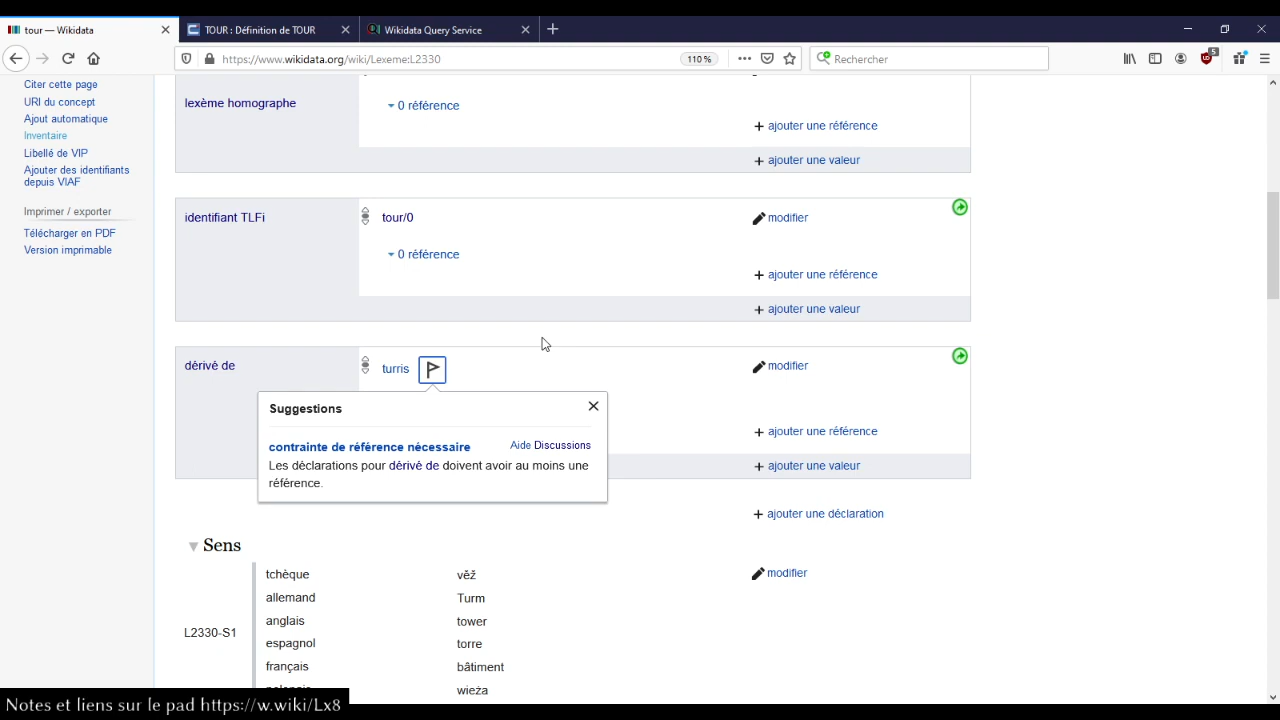 tour — Wikidata
TOUR : Définition de TOUR
Wikidata Query Service
https://www.wikidata.org/wiki/Lexeme:L2330
110 %
Rechercher
5
Citer cette page
URI du concept
Ajout automatique
Inventaire
Libellé de VIP
Ajouter des identifiants
depuis VIAF
Imprimer / exporter
Télécharger en PDF
Version imprimable
lexème homographe
0 référence
+ ajouter une référence
+ ajouter une valeur
identifiant TLFi
tour/0
modifier
0 référence
+ ajouter une référence
+ ajouter une valeur
dérivé de
turris
modifier
+ ajouter une référence
+ ajouter une valeur
Suggestions
contrainte de référence nécessaire
Aide Discussions
Les déclarations pour dérivé de doivent avoir au moins une
référence.
+ ajouter une déclaration
Sens
L2330-S1
modifier
tchèque věž
allemand Turm
anglais tower
espagnol torre
français bâtiment
polonais wieża
Notes et liens sur le pad https://w.wiki/Lx8